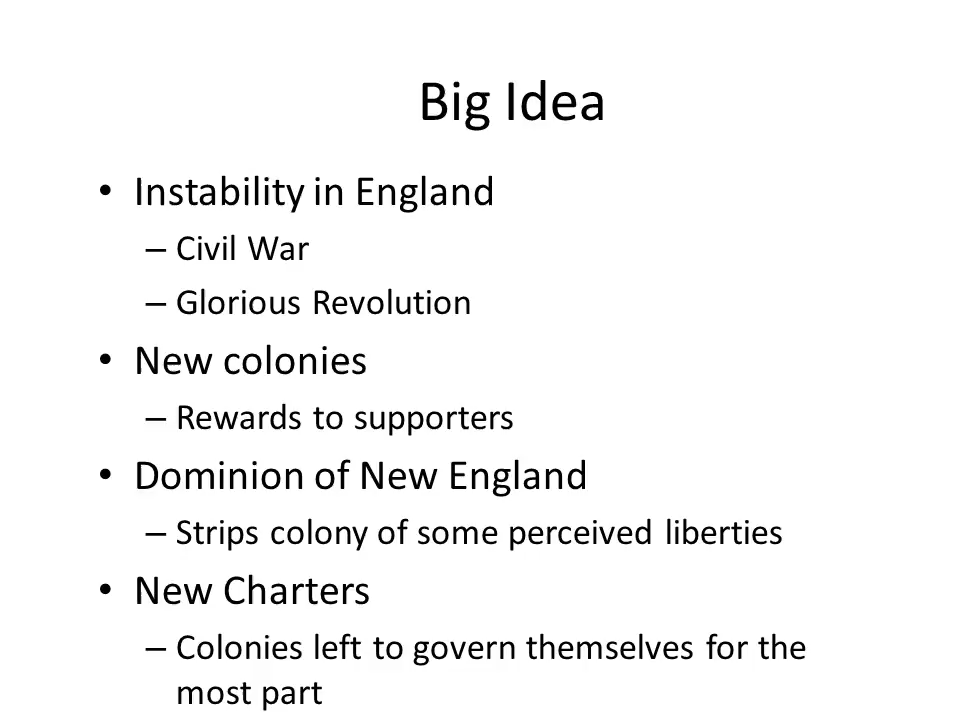 Big Idea
• Instability in England
– Civil War
– Glorious Revolution
• New colonies
– Rewards to supporters
• Dominion of New England
– Strips colony of some perceived liberties
• New Charters
– Colonies left to govern themselves for the
most part